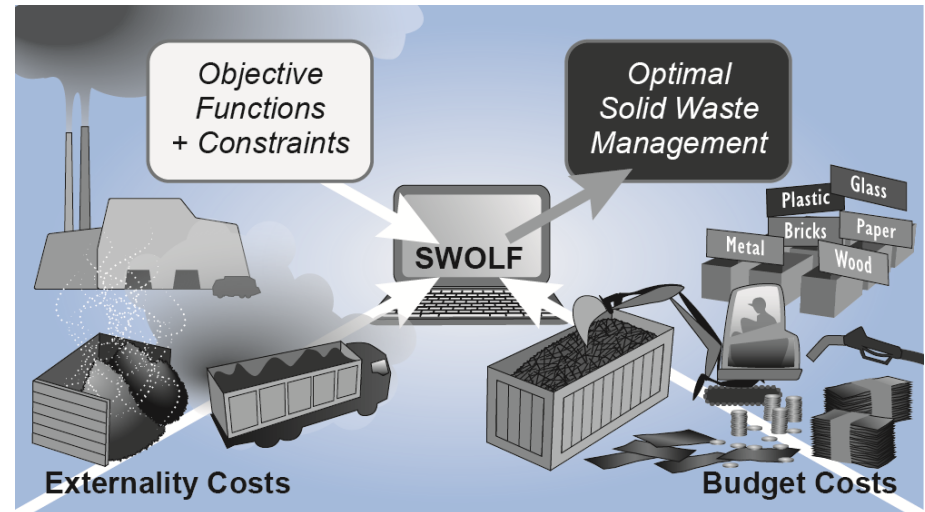 Objective
Functions
+ Constraints
Optimal
Solid Waste
Management
SWOLF
Plastic
Glass
Metal
Bricks
Paper
Wood
Externality Costs
Budget Costs